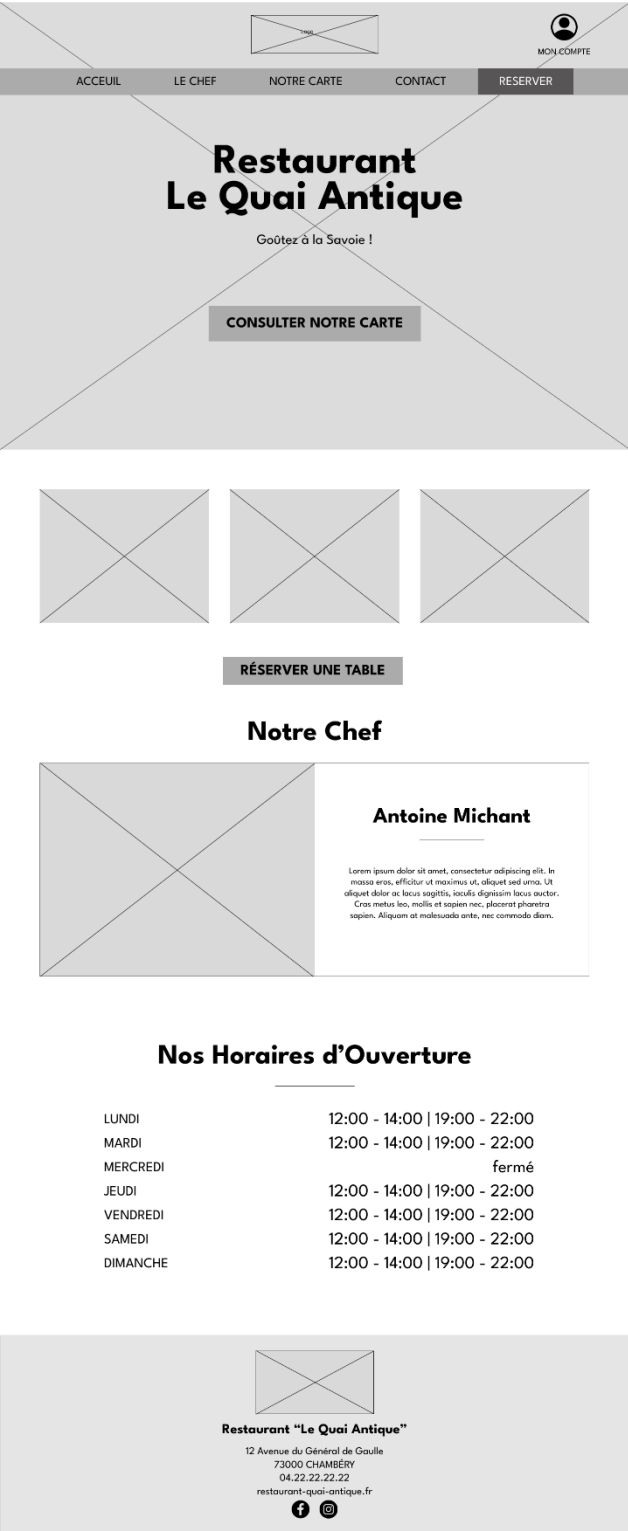 LOGO
MON COMPTE
ACCEUIL LE CHEF NOTRE CARTE CONTACT RESERVER
Restaurant
Le Quai Antique
Goûtez à la Savoie !
CONSULTER NOTRE CARTE
RÉSERVER UNE TABLE
Notre Chef
Antoine Michant
Lorem ipsum dolor sit amet, consectetur adipiscing elit. In
massa eros, efficitur ut maximus ut, aliquet sed urna. Ut
aliquet dolor ac lacus sagittis, iaculis dignissim lacus auctor.
Cras metus leo, mollis et sapien nec, placerat pharetra
sapien. Aliquam at malesuada ante, nec commodo diam.
Nos Horaires d’Ouverture
LUNDI 12:00 - 14:00 | 19:00 - 22:00
MARDI 12:00 - 14:00 | 19:00 - 22:00
MERCREDI fermé
JEUDI 12:00 - 14:00 | 19:00 - 22:00
VENDREDI 12:00 - 14:00 | 19:00 - 22:00
SAMEDI 12:00 - 14:00 | 19:00 - 22:00
DIMANCHE 12:00 - 14:00 | 19:00 - 22:00
Restaurant “Le Quai Antique”
12 Avenue du Général de Gaulle
73000 CHAMBÉRY
04.22.22.22.22
restaurant-quai-antique.fr